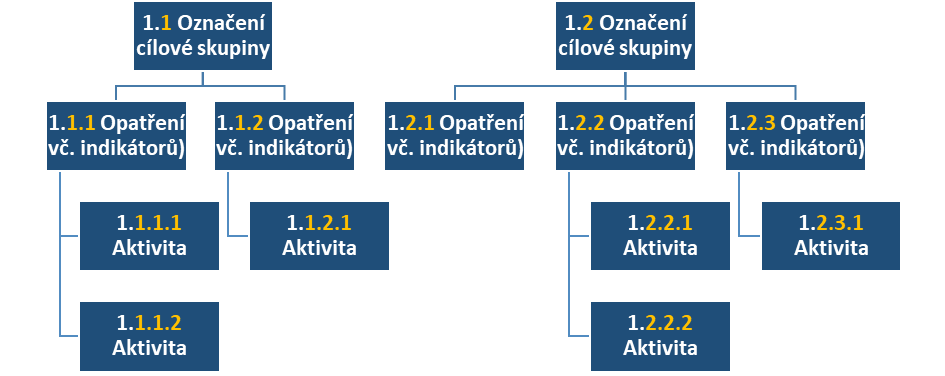 1.1 Označení
cílové skupiny
1.2 Označení
cílové skupiny
1.1.1 Opatření
vč. indikátorů)
1.1.2 Opatření
vč. indikátorů)
1.2.1 Opatření
vč. indikátorů)
1.2.2 Opatření
vč. indikátorů)
1.2.3 Opatření
vč. indikátorů)
1.1.1.1
Aktivita
1.1.2.1
Aktivita
1.2.2.1
Aktivita
1.2.3.1
Aktivita
1.1.1.2
Aktivita
1.2.2.2
Aktivita